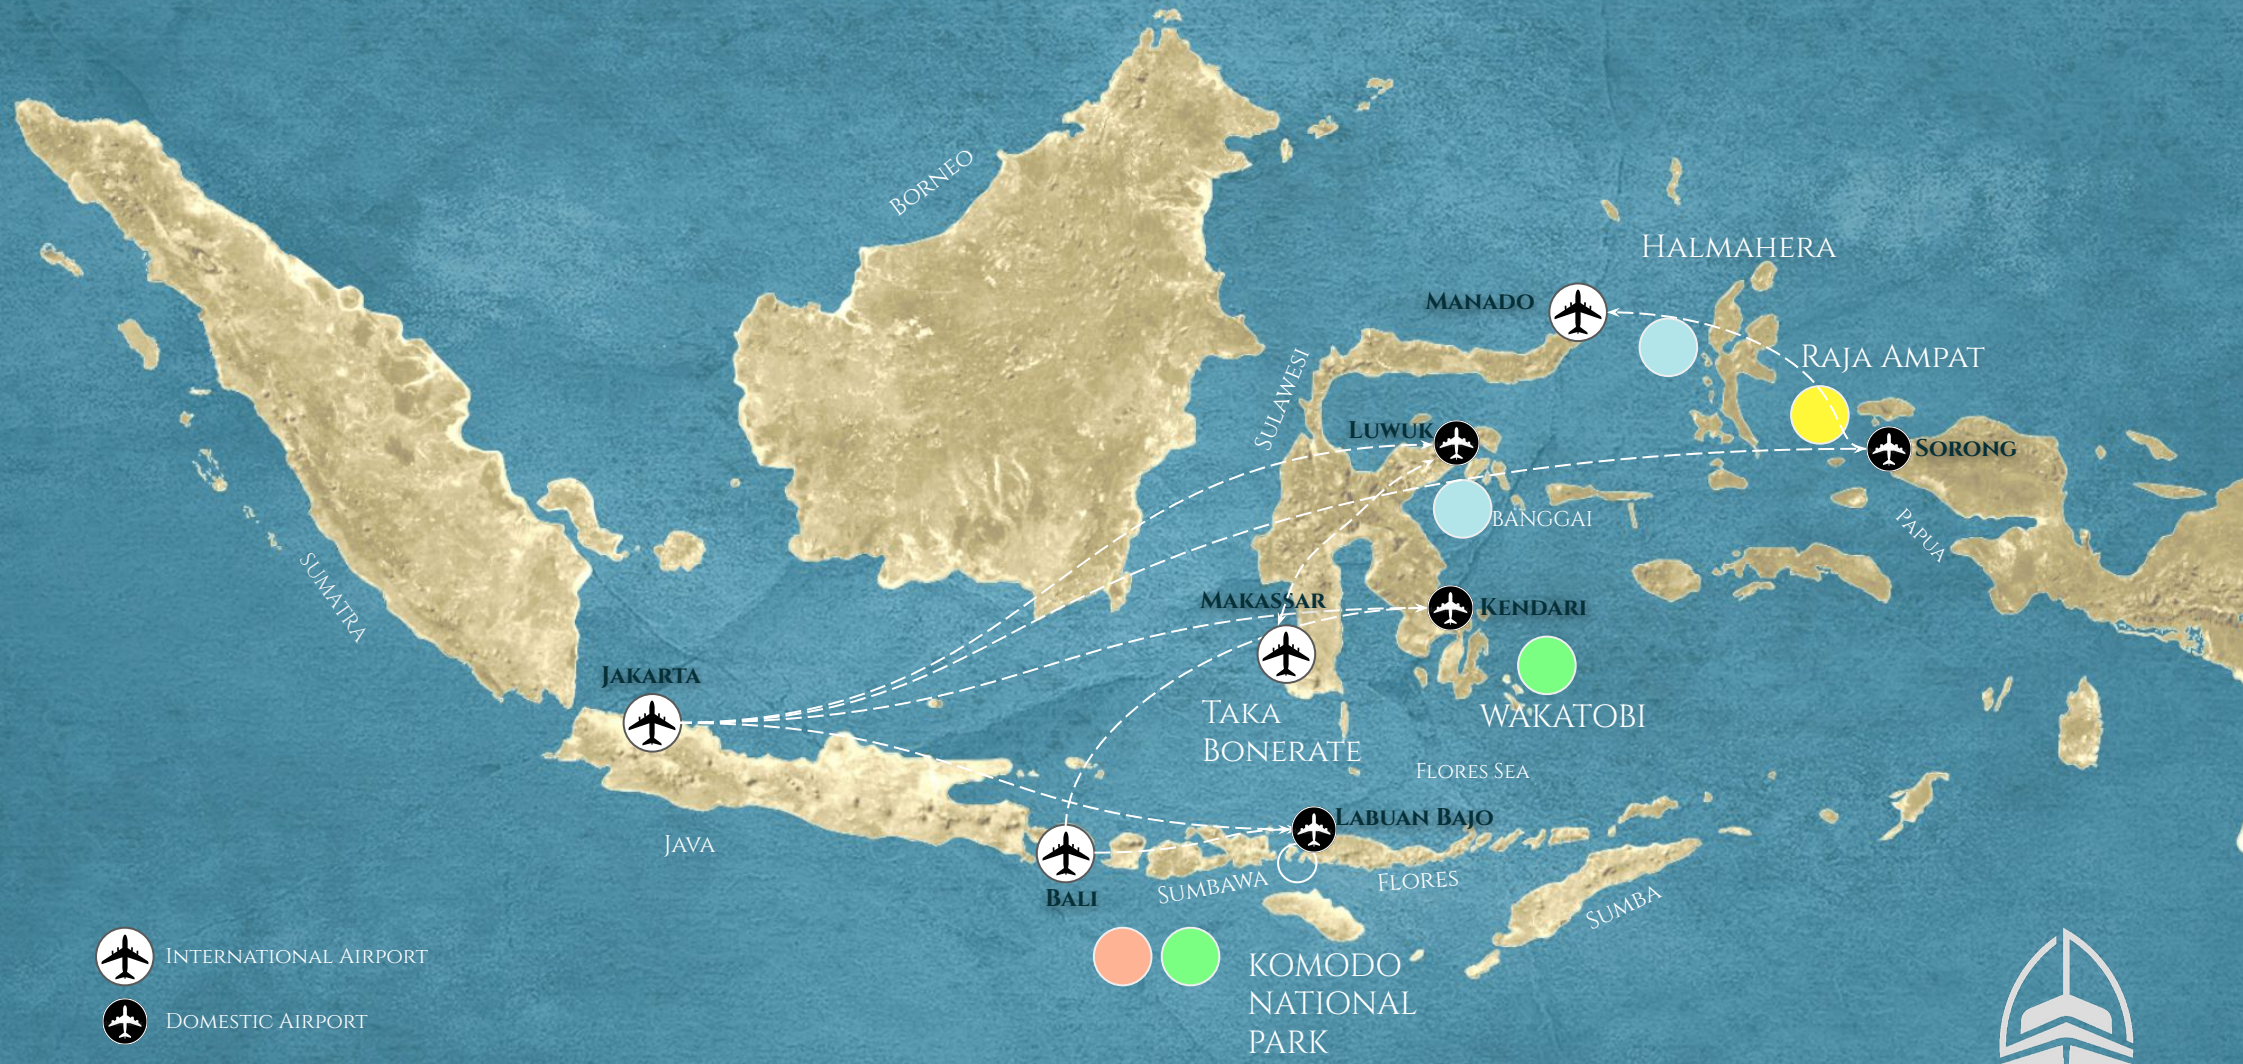 Borneo
Halmahera
Manado
Raja Ampat
Sulawesi
Luwuk
Sorong
Banggai
Papua
Sumatra
Makassar
Kendari
Jakarta
Taka
Bonerate
Wakatobi
Flores Sea
Labuan Bajo
Java
Bali
Sumbawa
Flores
Sumba
International Airport
Komodo
National
Park
Domestic Airport